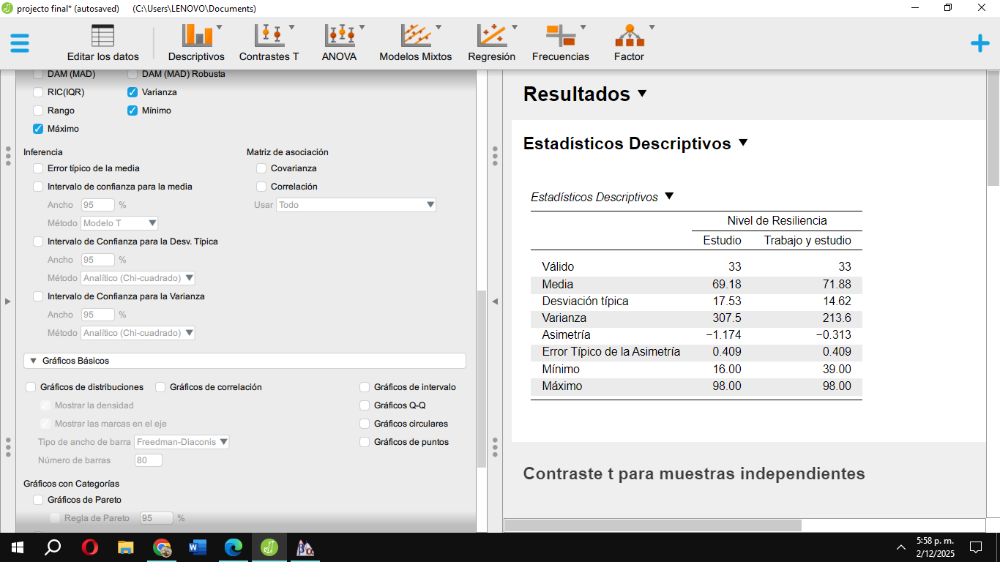 projecto final* (autosaved) (C:\Users\LENOVO\Documents)
Editar los datos
Descriptivos
Contrastes T
ANOVA
Modelos Mixtos
Regresión
Frecuencias
Factor
DAM (MAD) DAM (MAD) Robusta
RIC(IQR) Varianza
Rango Mínimo
Máximo
Inferencia Matriz de asociación
Error típico de la media Covarianza
Intervalo de confianza para la media Correlación
Ancho 95 % Usar Todo
Método Modelo T
Intervalo de Confianza para la Desv. Típica
Ancho 95 %
Método Analítico (Chi-cuadrado)
Intervalo de Confianza para la Varianza
Ancho 95 %
Método Analítico (Chi-cuadrado)
Gráficos Básicos
Gráficos de distribuciones Gráficos de correlación Gráficos de intervalo
Mostrar la densidad Gráficos Q-Q
Mostrar las marcas en el eje Gráficos circulares
Tipo de ancho de barra Freedman-Diaconis Gráficos de puntos
Número de barras 80
Gráficos con Categorías
Gráficos de Pareto
Regla de Pareto 95 %
Resultados
Estadísticos Descriptivos
Estadísticos Descriptivos
Nivel de Resiliencia
Estudio Trabajo y estudio
Válido 33 33
Media 69.18 71.88
Desviación típica 17.53 14.62
Varianza 307.5 213.6
Asimetría −1.174 −0.313
Error Típico de la Asimetría 0.409 0.409
Mínimo 16.00 39.00
Máximo 98.00 98.00
Contraste t para muestras independientes
5:58 p. m.
2/12/2025